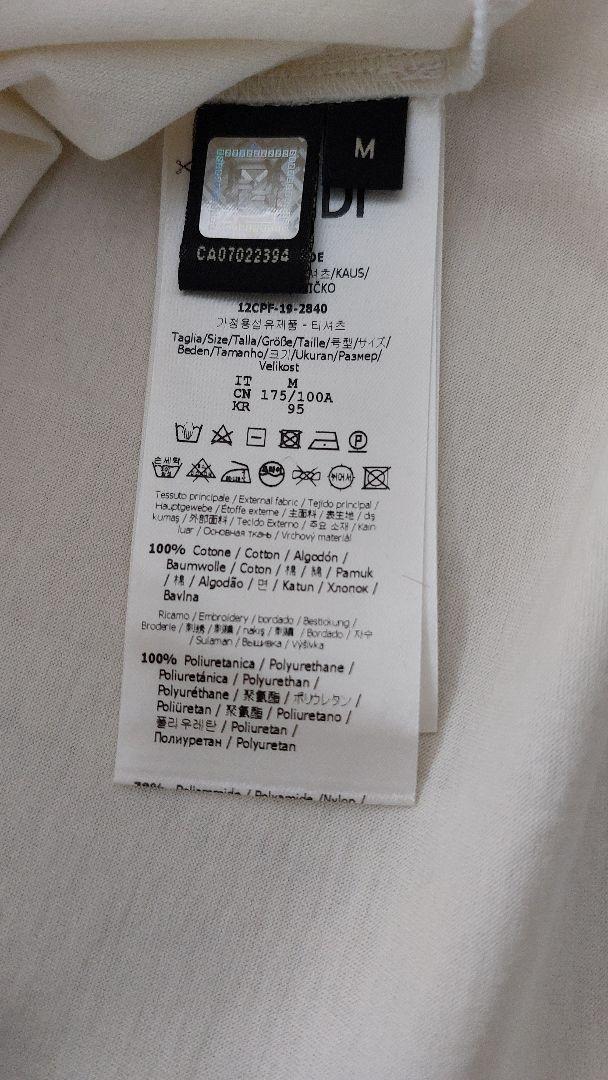 M
DI
CA07022394
DE
셔츠/KAUS/
IČKO
12CPF-19-2840
가정용섬유제품 - 티셔츠
Taglia/Size/Talla/Größe/Taille/号型/サイズ/
Beden/Tamanho/크기/Ukuran/Размер/
Velikost
IT M
CN 175/100A
KR 95
손세탁
P
Tessuto principale / External fabric / Tejido principal /
Hauptgewebe / Étoffe externe / 主面料 / 表生地 / dış
kumaş / 外部面料 / Tecido Externo / 주요 소재 / Kain
luar / Основная ткань / Vrchový materiál
100% Cotone / Cotton / Algodón /
Baumwolle / Coton / 棉 / 綿 / Pamuk
/ 棉 / Algodão / 면 / Katun / Хлопок /
Bavlna
Ricamo / Embroidery / bordado / Bestickung /
Broderie / 刺绣 / 刺繍 / nakış / 刺繡 / Bordado / 자수
/ Sulaman / Вышивка / Výšivka
100% Poliuretanica / Polyurethane /
Poliuretánica / Polyurethan /
Polyuréthane / 聚氨酯 / ポリウレタン /
Poliüretan / 聚氨酯 / Poliuretano /
폴리우레탄 / Poliuretan /
Полиуретан / Polyuretan
Poliammide / Polyamide /Nylon /